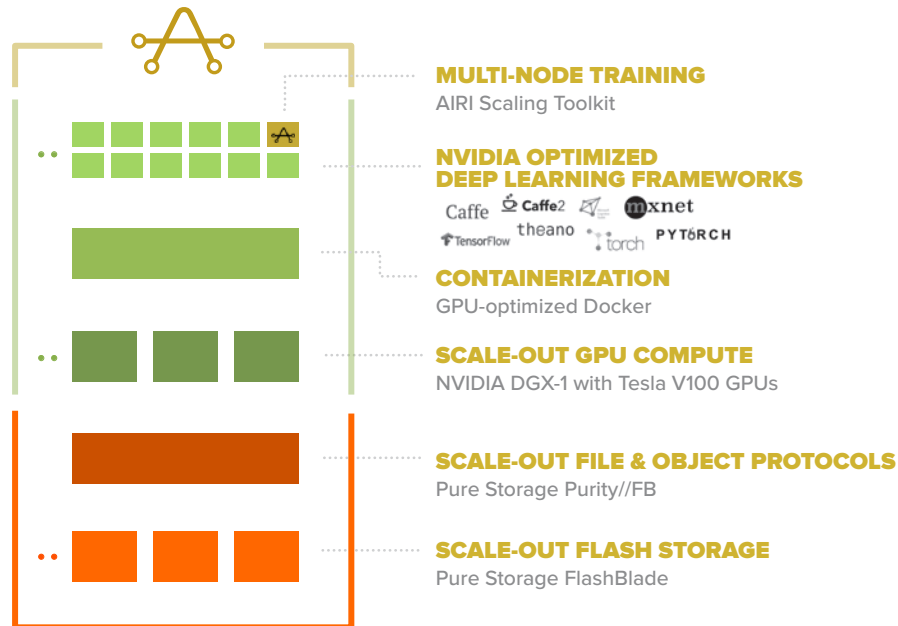 MULTI-NODE TRAINING
AIRI Scaling Toolkit
NVIDIA OPTIMIZED
DEEP LEARNING FRAMEWORKS
Caffe Caffe2 mxnet
TensorFlow theano torch PYTORCH
CONTAINERIZATION
GPU-optimized Docker
SCALE-OUT GPU COMPUTE
NVIDIA DGX-1 with Tesla V100 GPUs
SCALE-OUT FILE & OBJECT PROTOCOLS
Pure Storage Purity//FB
SCALE-OUT FLASH STORAGE
Pure Storage FlashBlade